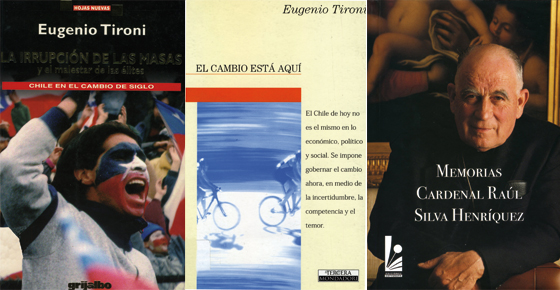 HOJAS NUEVAS
Eugenio Tironi
LA IRRUPCIÓN DE LAS MASAS
y el malestar de las élites
CHILE EN EL CAMBIO DE SIGLO
grijalbo
Eugenio Tironi
EL CAMBIO ESTÁ AQUÍ
El Chile de hoy no
es el mismo en lo
económico, político
y social. Se impone
gobernar el cambio
ahora, en medio de
la incertidumbre, la
competencia y el
temor.
LA TERCERA
MONDADORI
MEMORIAS
CARDENAL RAÚL
SILVA HENRÍQUEZ